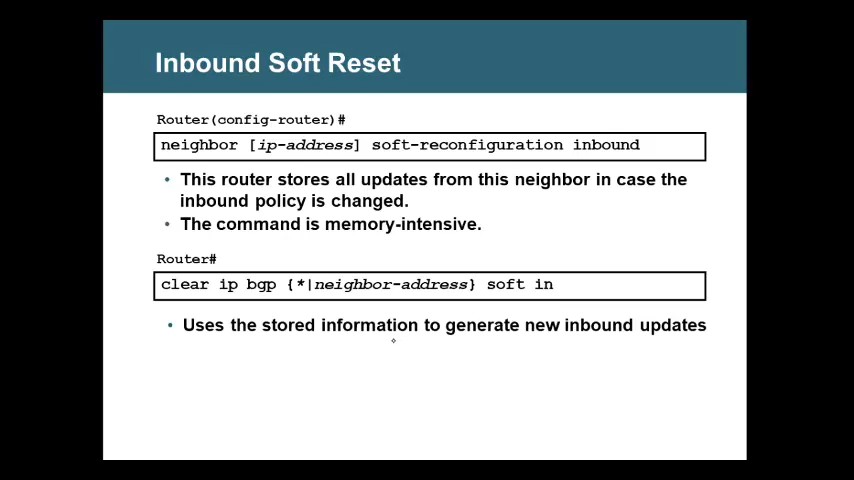 Inbound Soft Reset
Router(config-router)#
neighbor [ip-address] soft-reconfiguration inbound
• This router stores all updates from this neighbor in case the
inbound policy is changed.
• The command is memory-intensive.
Router#
clear ip bgp {*|neighbor-address} soft in
• Uses the stored information to generate new inbound updates